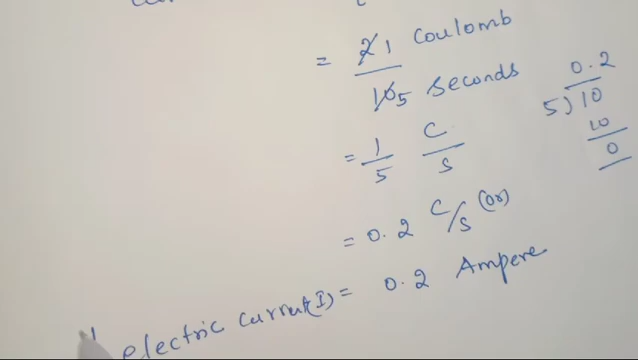 = 2 1 Coulomb
10 5 seconds
= 1/5 C/S
= 0.2 C/S (or)
electric current(I) = 0.2 Ampere
0.2
5)10
10
0